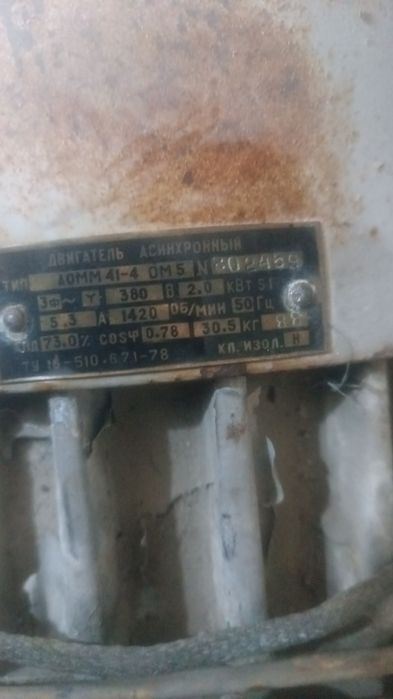 ДВИГАТЕЛЬ АСИНХРОННЫЙ
ТИП АОММ 41-4 ОМ5 N 802459
3Ф~ Y 380 В 2.0 кВт S1
5.3 А 1420 ОБ/МИН 50 Гц
КПД 73.0% cosφ 0.78 30.5 кг
ТУ 16-510.671-78 КЛ. ИЗОЛ. Н